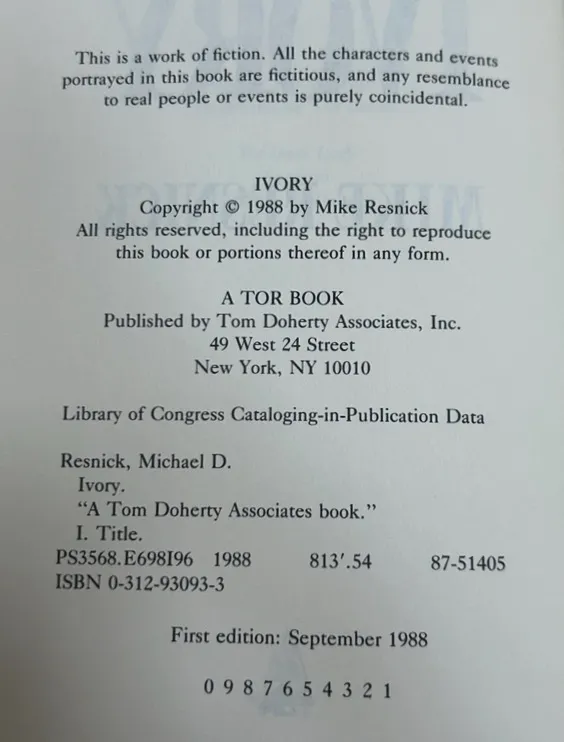 This is a work of fiction. All the characters and events
portrayed in this book are fictitious, and any resemblance
to real people or events is purely coincidental.
IVORY
Copyright © 1988 by Mike Resnick
All rights reserved, including the right to reproduce
this book or portions thereof in any form.
A TOR BOOK
Published by Tom Doherty Associates, Inc.
49 West 24 Street
New York, NY 10010
Library of Congress Cataloging-in-Publication Data
Resnick, Michael D.
Ivory.
“A Tom Doherty Associates book.”
I. Title.
PS3568.E698I96 1988 813′.54 87-51405
ISBN 0-312-93093-3
First edition: September 1988
0 9 8 7 6 5 4 3 2 1